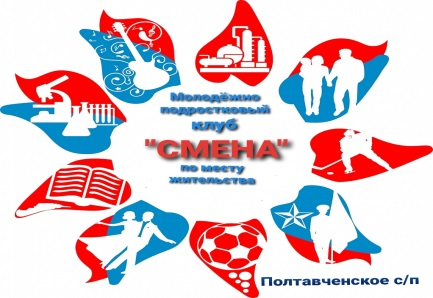 Молодёжно
подростковый
клуб
"СМЕНА"
по месту
жительства
Полтавченское с/п